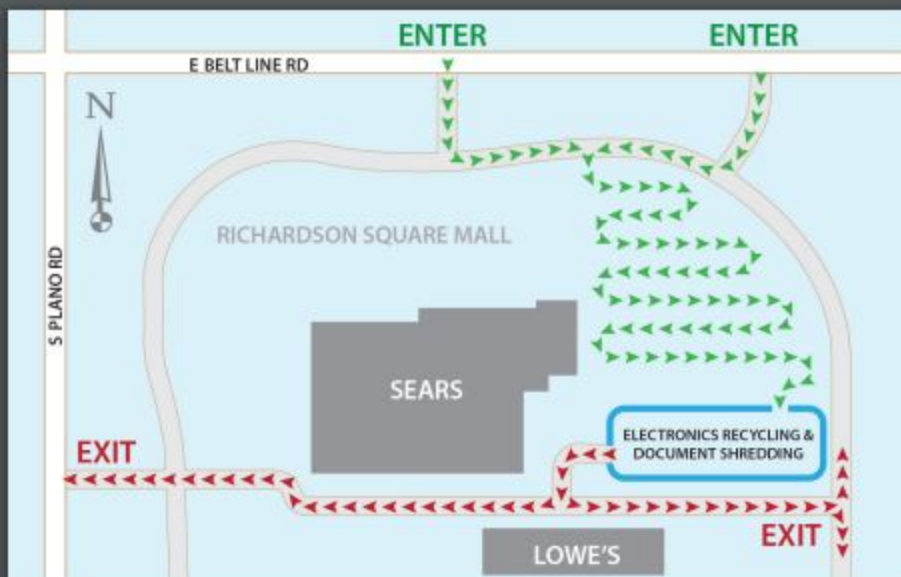 ENTER
ENTER
E BELT LINE RD
N
RICHARDSON SQUARE MALL
S PLANO RD
SEARS
ELECTRONICS RECYCLING &
DOCUMENT SHREDDING
EXIT
EXIT
LOWE'S